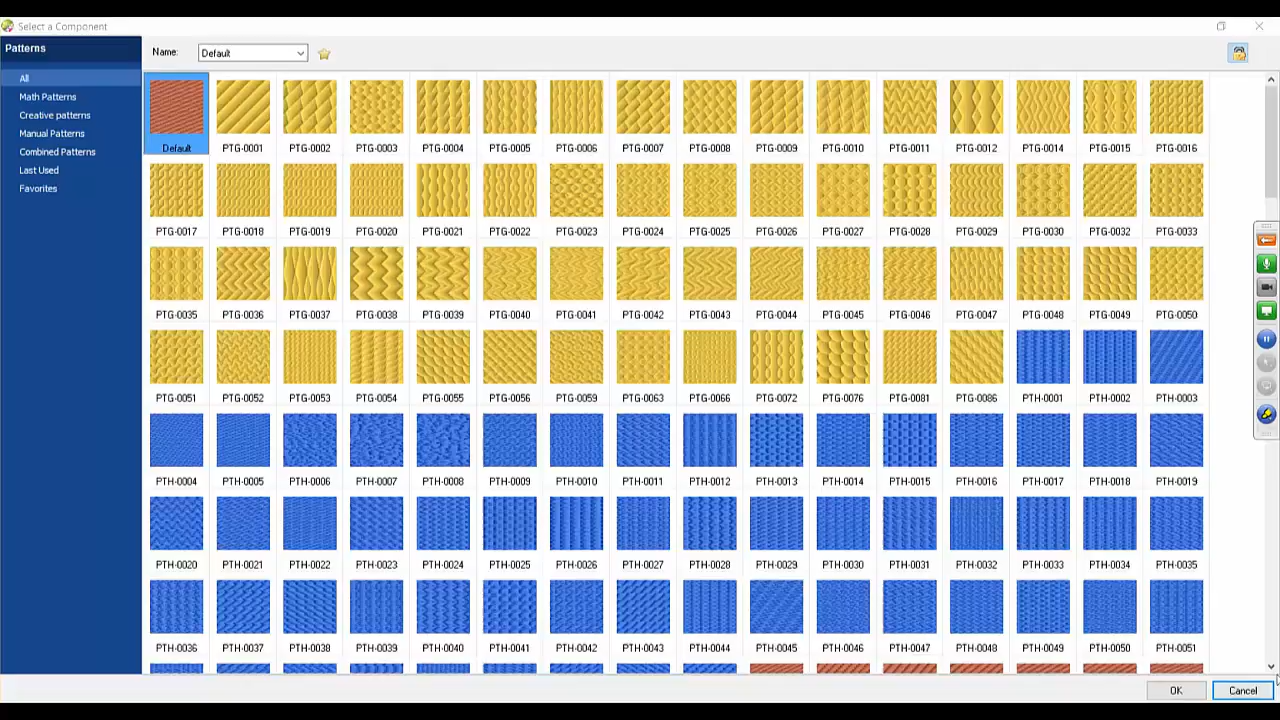 Select a Component
Patterns
Name: Default
All
Math Patterns
Creative patterns
Manual Patterns
Combined Patterns
Last Used
Favorites
Default PTG-0001 PTG-0002 PTG-0003 PTG-0004 PTG-0005 PTG-0006 PTG-0007 PTG-0008 PTG-0009 PTG-0010 PTG-0011 PTG-0012 PTG-0014 PTG-0015 PTG-0016
PTG-0017 PTG-0018 PTG-0019 PTG-0020 PTG-0021 PTG-0022 PTG-0023 PTG-0024 PTG-0025 PTG-0026 PTG-0027 PTG-0028 PTG-0029 PTG-0030 PTG-0032 PTG-0033
PTG-0035 PTG-0036 PTG-0037 PTG-0038 PTG-0039 PTG-0040 PTG-0041 PTG-0042 PTG-0043 PTG-0044 PTG-0045 PTG-0046 PTG-0047 PTG-0048 PTG-0049 PTG-0050
PTG-0051 PTG-0052 PTG-0053 PTG-0054 PTG-0055 PTG-0056 PTG-0059 PTG-0063 PTG-0066 PTG-0072 PTG-0076 PTG-0081 PTG-0086 PTH-0001 PTH-0002 PTH-0003
PTH-0004 PTH-0005 PTH-0006 PTH-0007 PTH-0008 PTH-0009 PTH-0010 PTH-0011 PTH-0012 PTH-0013 PTH-0014 PTH-0015 PTH-0016 PTH-0017 PTH-0018 PTH-0019
PTH-0020 PTH-0021 PTH-0022 PTH-0023 PTH-0024 PTH-0025 PTH-0026 PTH-0027 PTH-0028 PTH-0029 PTH-0030 PTH-0031 PTH-0032 PTH-0033 PTH-0034 PTH-0035
PTH-0036 PTH-0037 PTH-0038 PTH-0039 PTH-0040 PTH-0041 PTH-0042 PTH-0043 PTH-0044 PTH-0045 PTH-0046 PTH-0047 PTH-0048 PTH-0049 PTH-0050 PTH-0051
OK Cancel